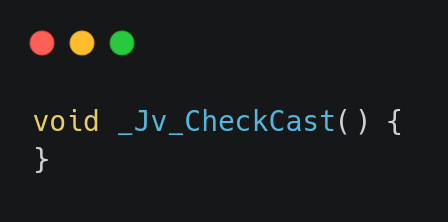 void _Jv_CheckCast() {
}